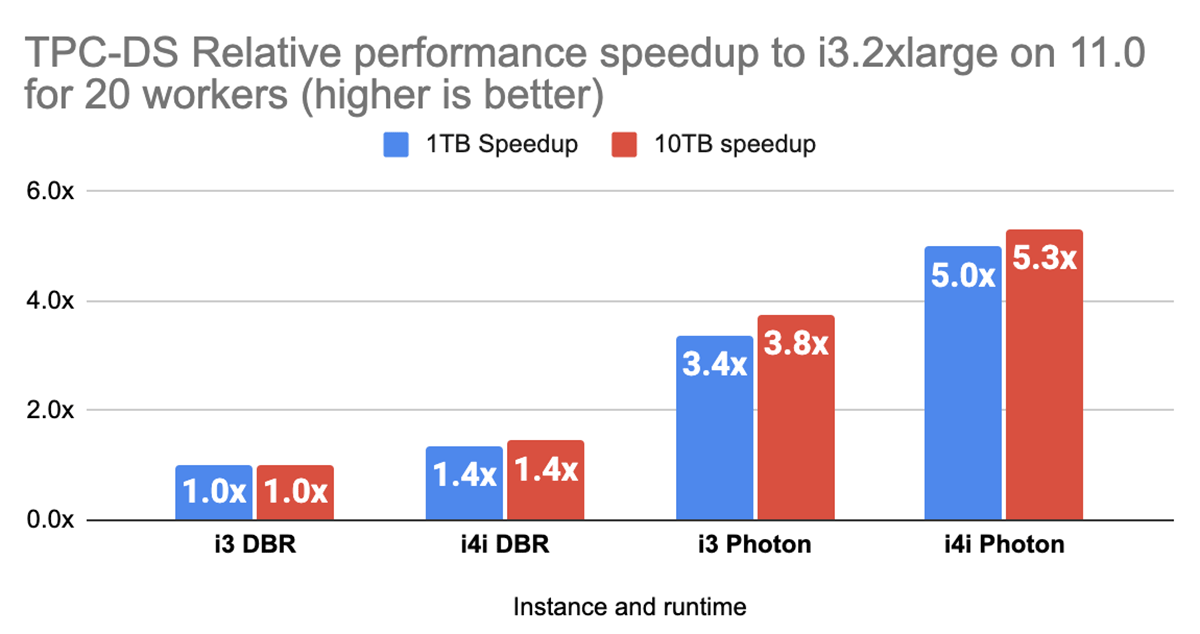 TPC-DS Relative performance speedup to i3.2xlarge on 11.0
for 20 workers (higher is better)
1TB Speedup 10TB speedup
6.0x
4.0x
2.0x
0.0x
1.0x 1.0x
1.4x 1.4x
3.4x 3.8x
5.0x 5.3x
i3 DBR i4i DBR i3 Photon i4i Photon
Instance and runtime